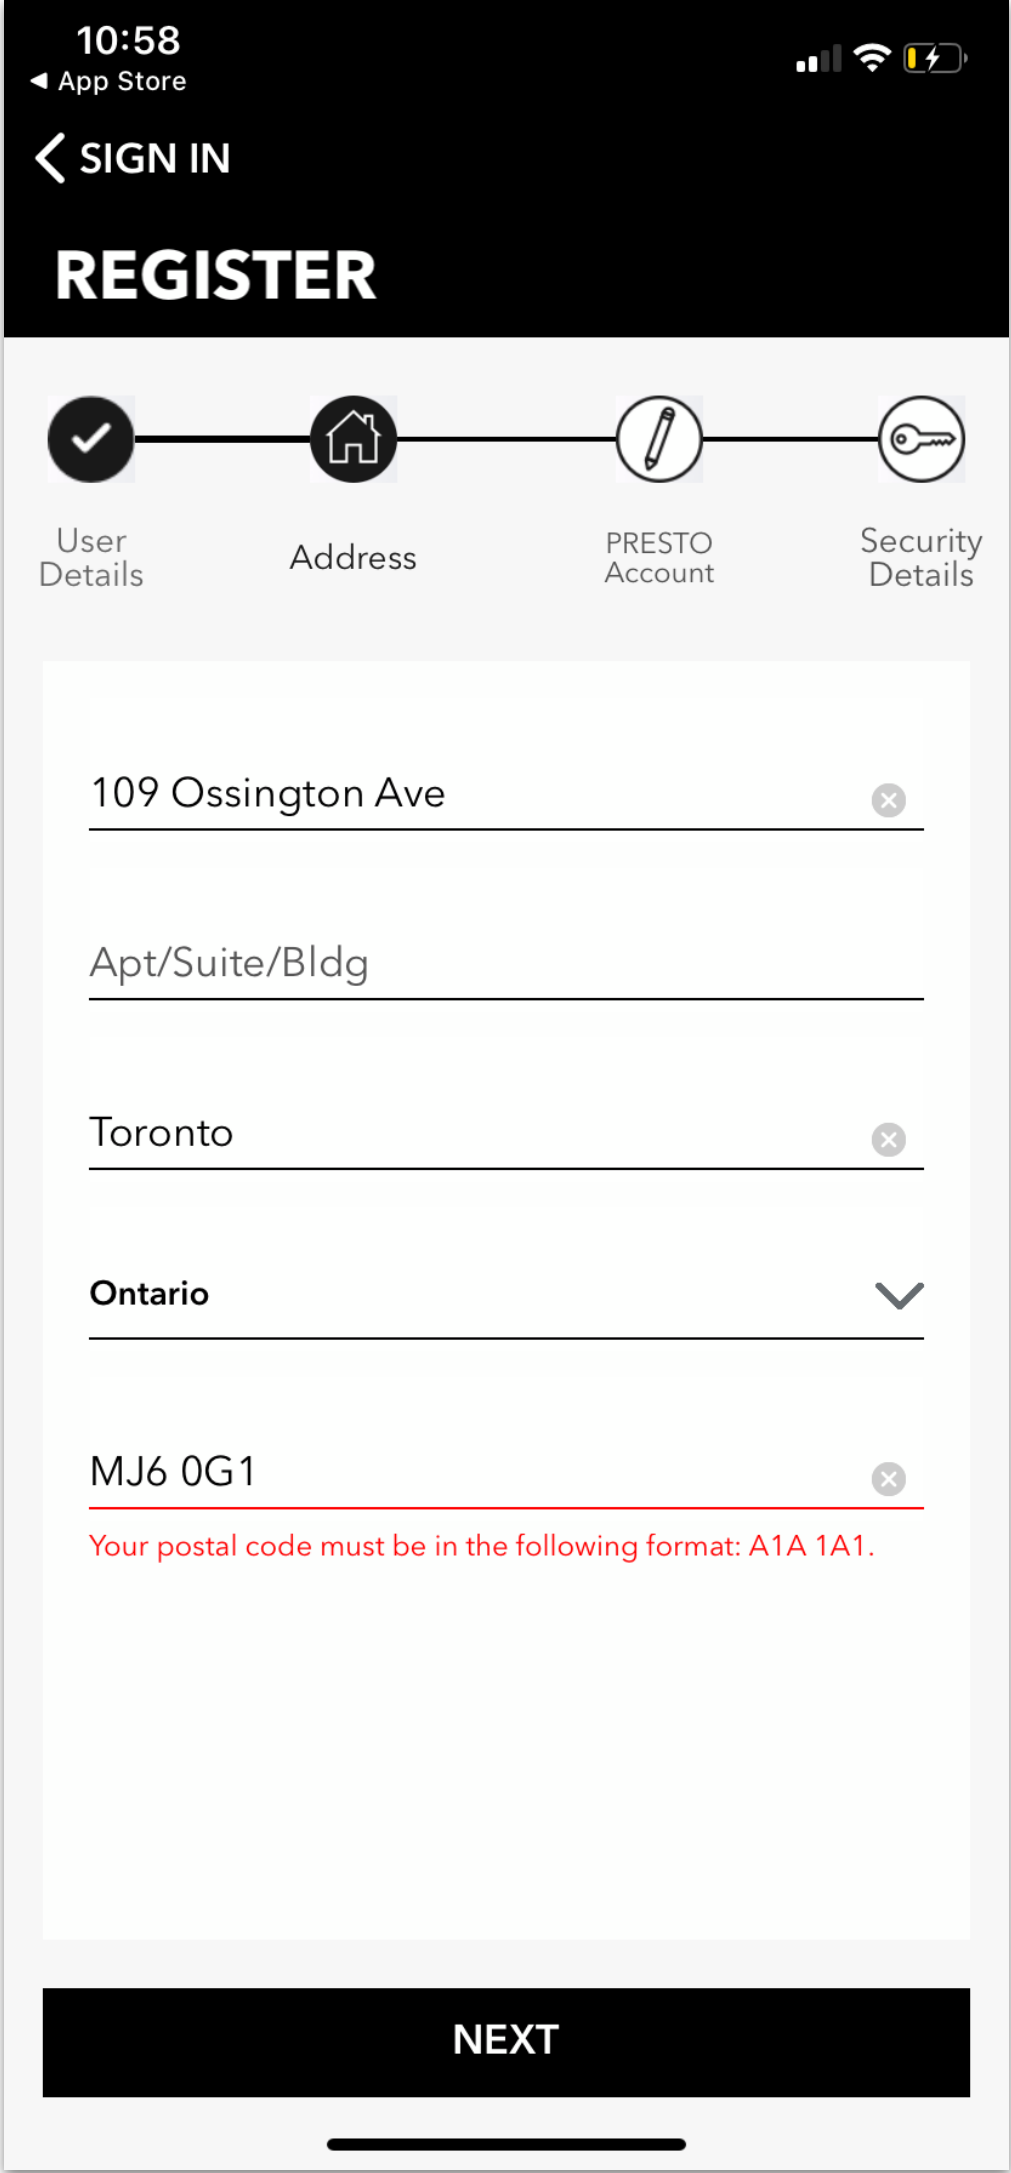 10:58
◀ App Store
SIGN IN
REGISTER
User
Details
Address
PRESTO
Account
Security
Details
109 Ossington Ave
Apt/Suite/Bldg
Toronto
Ontario
MJ6 0G1
Your postal code must be in the following format: A1A 1A1.
NEXT